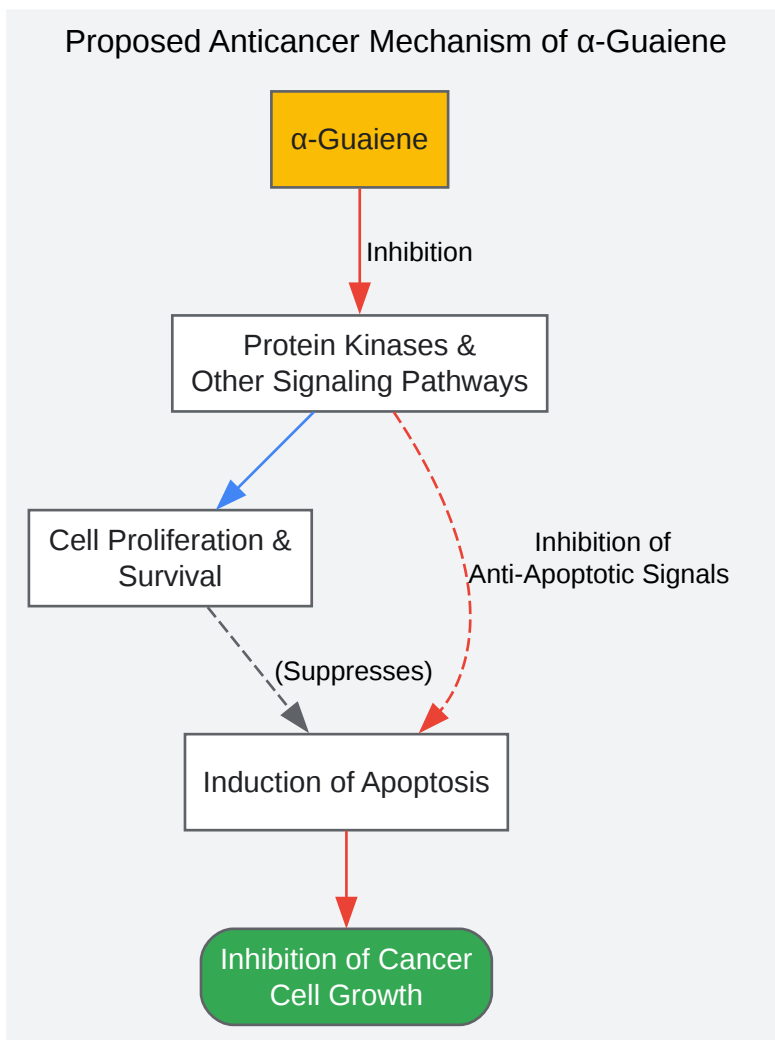 Proposed Anticancer Mechanism of α-Guaiene
α-Guaiene
Inhibition
Protein Kinases &
Other Signaling Pathways
Cell Proliferation &
Survival
Inhibition of
Anti-Apoptotic Signals
(Suppresses)
Induction of Apoptosis
Inhibition of Cancer
Cell Growth